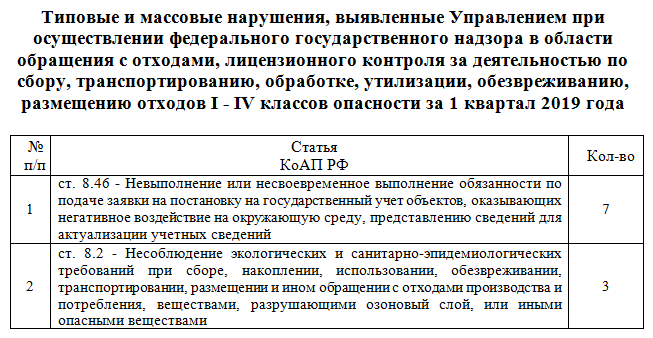 Типовые и массовые нарушения, выявленные Управлением при
осуществлении федерального государственного надзора в области
обращения с отходами, лицензионного контроля за деятельностью по
сбору, транспортированию, обработке, утилизации, обезвреживанию,
размещению отходов I - IV классов опасности за 1 квартал 2019 года
№
п/п
Статья
КоАП РФ
Кол-во
1
ст. 8.46 - Невыполнение или несвоевременное выполнение обязанности по
подаче заявки на постановку на государственный учет объектов, оказывающих
негативное воздействие на окружающую среду, представлению сведений для
актуализации учетных сведений
7
2
ст. 8.2 - Несоблюдение экологических и санитарно-эпидемиологических
требований при сборе, накоплении, использовании, обезвреживании,
транспортировании, размещении и ином обращении с отходами производства и
потребления, веществами, разрушающими озоновый слой, или иными
опасными веществами
3